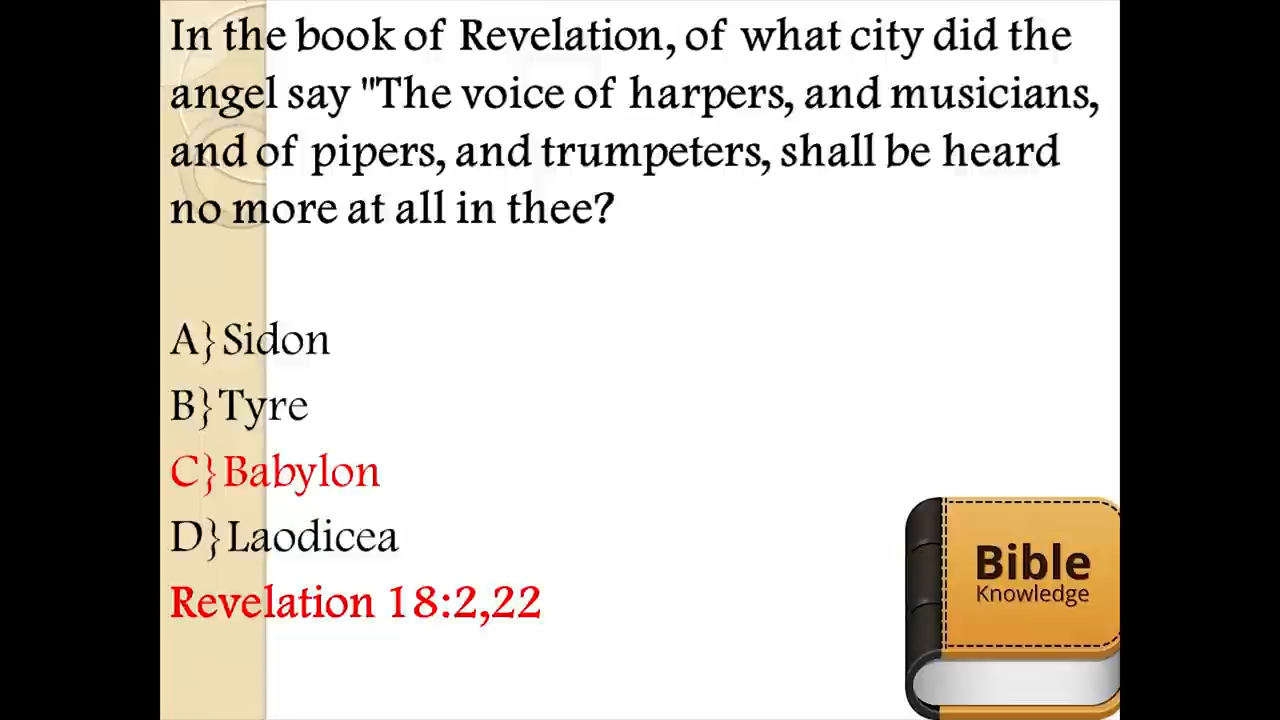 In the book of Revelation, of what city did the
angel say "The voice of harpers, and musicians,
and of pipers, and trumpeters, shall be heard
no more at all in thee?
A}Sidon
B}Tyre
C}Babylon
D}Laodicea
Revelation 18:2,22
Bible
Knowledge